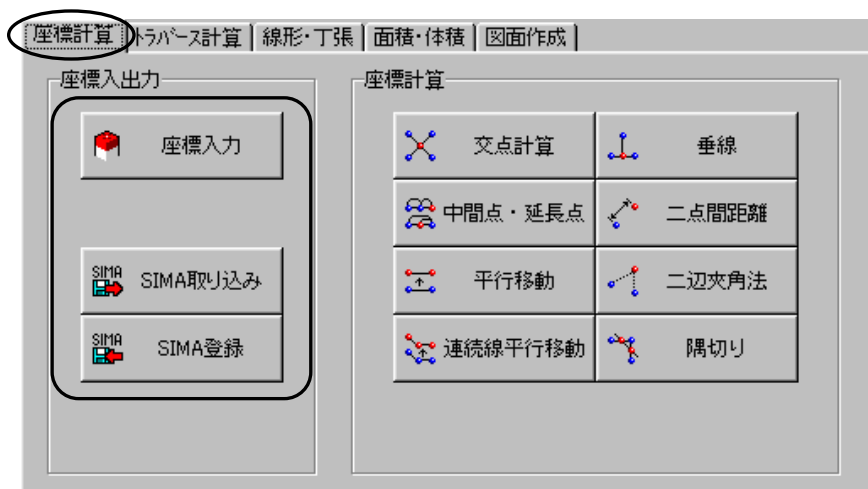 座標計算 トラバース計算 線形・丁張 面積・体積 図面作成
座標入出力
座標入力
SIMA SIMA取り込み
SIMA SIMA登録
座標計算
交点計算 垂線
中間点・延長点 二点間距離
平行移動 二辺夾角法
連続線平行移動 隅切り